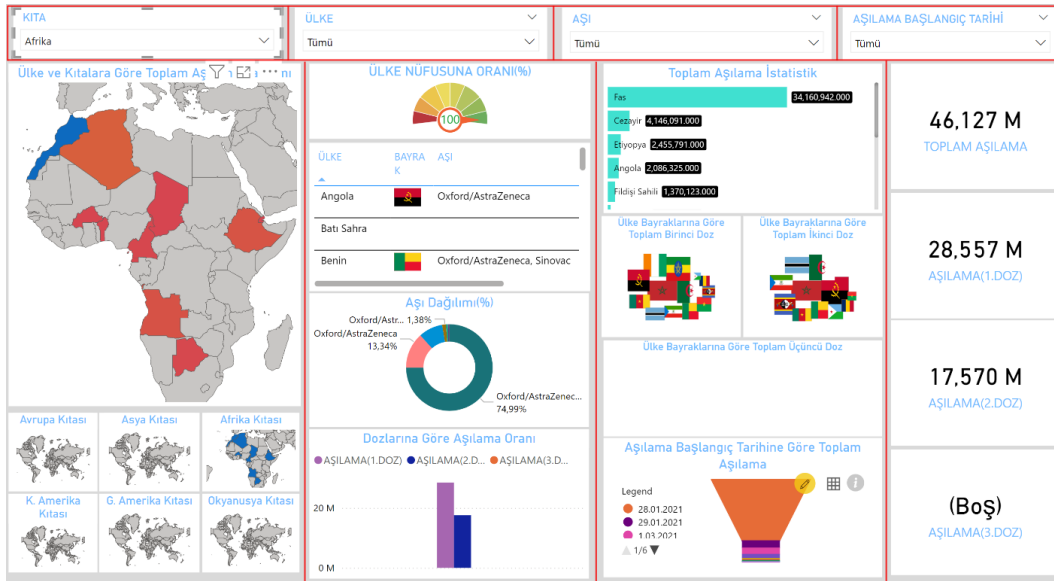 KITA
Afrika
ÜLKE
Tümü
AŞI
Tümü
AŞILAMA BAŞLANGIÇ TARİHİ
Tümü
Ülke ve Kıtalara Göre Toplam
ÜLKE NÜFUSUNA ORANI(%)
100
ÜLKE
BAYRA
K
AŞI
Angola
Oxford/AstraZeneca
Batı Sahra
Benin
Oxford/AstraZeneca, Sinovac
Aşı Dağılımı(%)
Oxford/Astr... 1,38%
Oxford/AstraZeneca
13,34%
Oxford/AstraZenec...
74,99%
Dozlarına Göre Aşılama Oranı
AŞILAMA(1.DOZ) AŞILAMA(2.D... AŞILAMA(3.D...
20 M
0 M
Toplam Aşılama İstatistik
Fas 34,160,942.000
Cezayir 4,146,091.000
Etiyopya 2,455,791.000
Angola 2,086,325.000
Fildişi Sahili 1,370,123.000
Ülke Bayraklarına Göre
Toplam Birinci Doz
Ülke Bayraklarına Göre
Toplam İkinci Doz
Ülke Bayraklarına Göre Toplam Üçüncü Doz
Aşılama Başlangıç Tarihine Göre Toplam
Aşılama
Legend
28.01.2021
29.01.2021
1.03.2021
1/6
46,127 M
TOPLAM AŞILAMA
28,557 M
AŞILAMA(1.DOZ)
17,570 M
AŞILAMA(2.DOZ)
(Boş)
AŞILAMA(3.DOZ)
Avrupa Kıtası
Asya Kıtası
Afrika Kıtası
K. Amerika
Kıtası
G. Amerika Kıtası
Okyanusya Kıtası